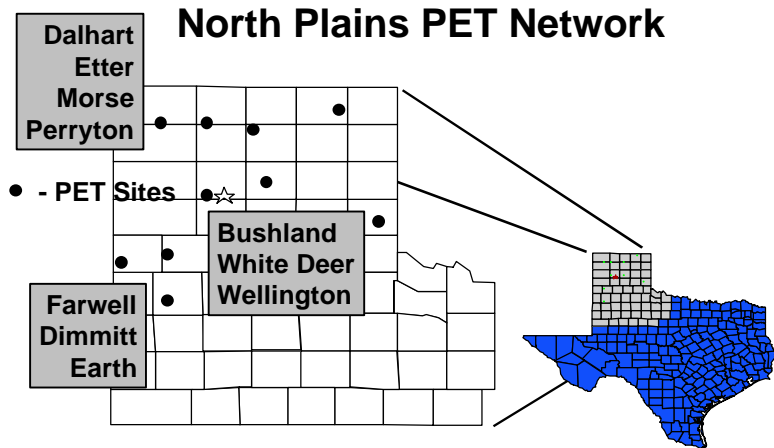 North Plains PET Network
Dalhart
Etter
Morse
Perryton
- PET Sites
Bushland
White Deer
Wellington
Farwell
Dimmitt
Earth